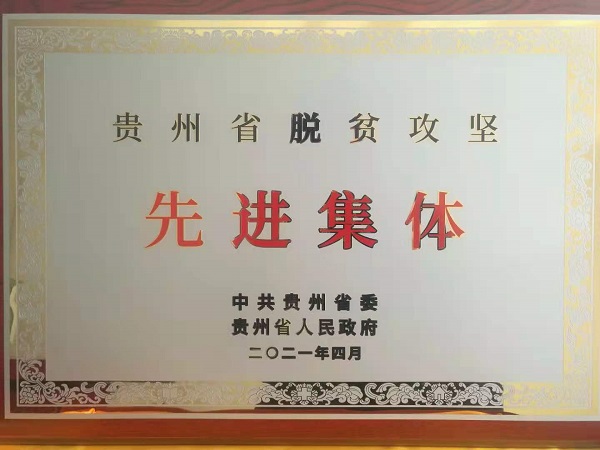 贵州省脱贫攻坚
先进集体
中共贵州省委
贵州省人民政府
二〇二一年四月